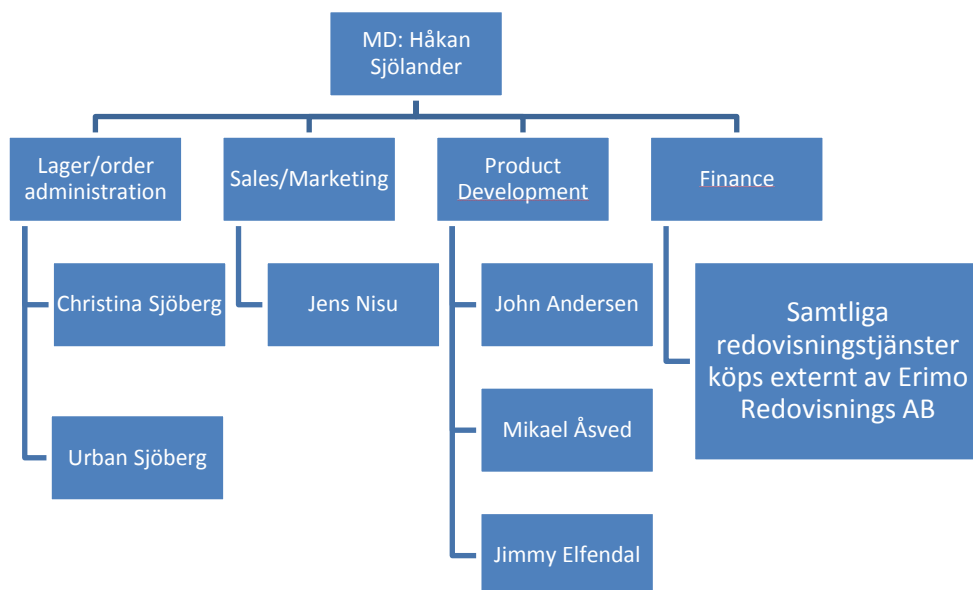 MD: Håkan
Sjölander
Lager/order
administration
Sales/Marketing
Product
Development
Finance
Christina Sjöberg
Urban Sjöberg
Jens Nisu
John Andersen
Mikael Åsved
Jimmy Elfendal
Samtliga
redovisningstjänster
köps externt av Erimo
Redovisnings AB